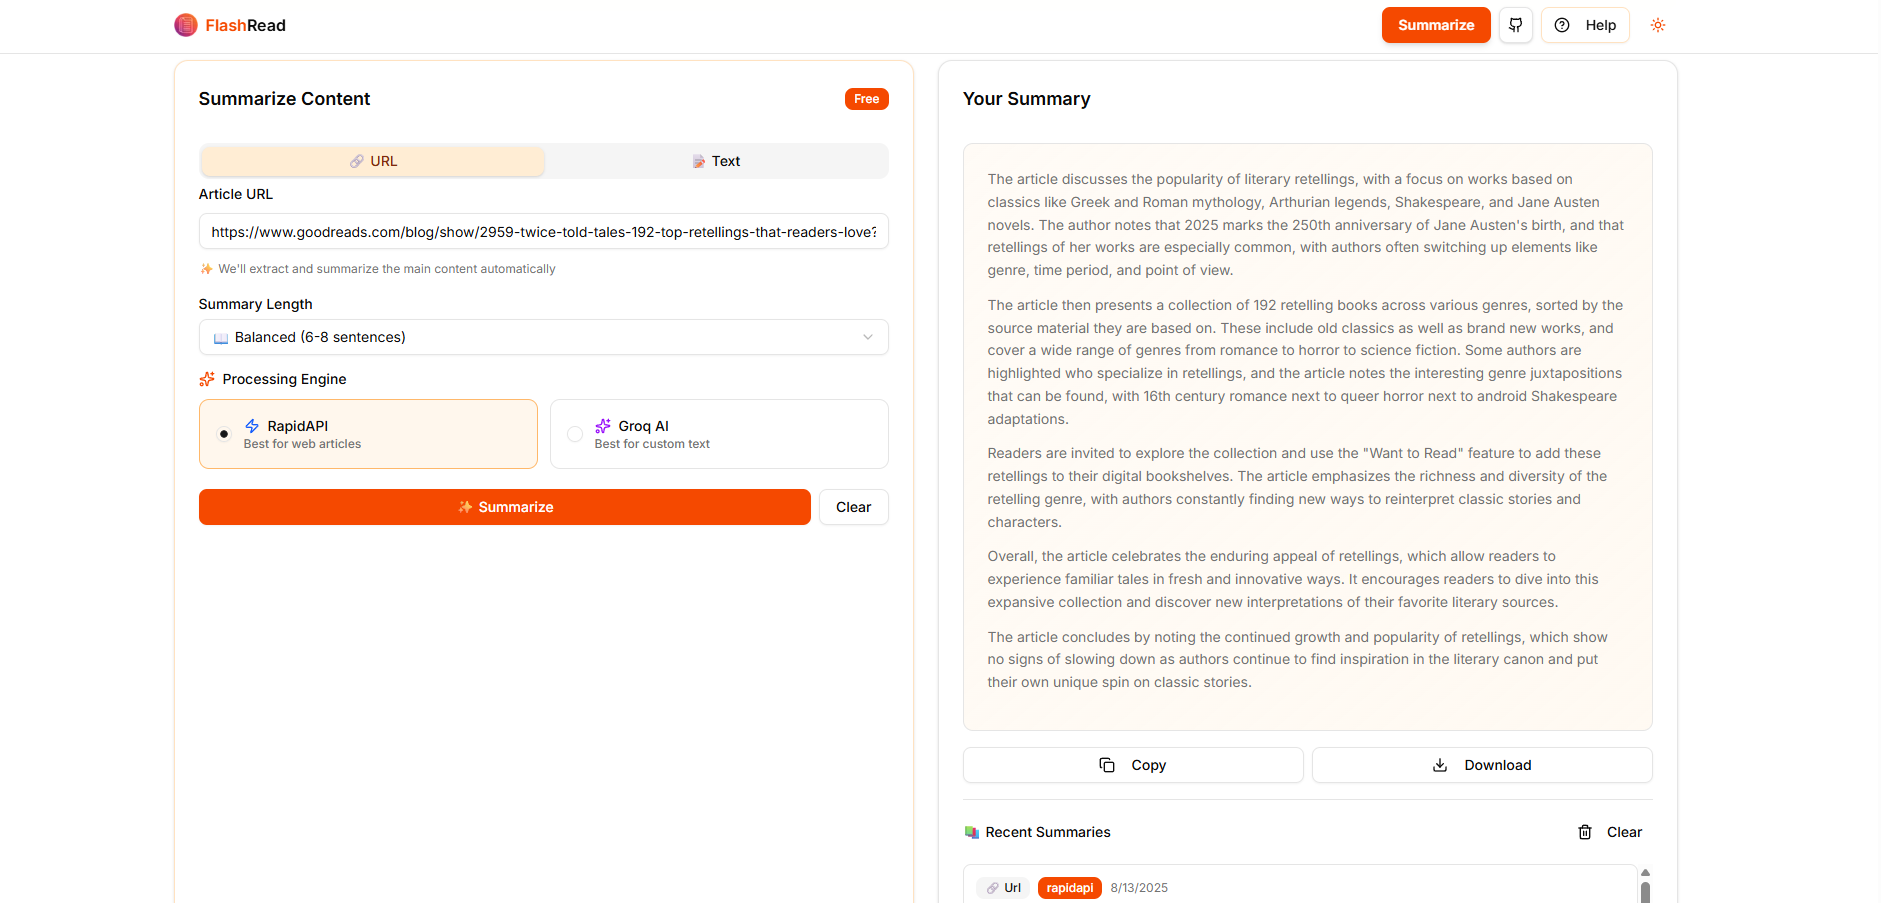 FlashRead
Summarize
Help
Summarize Content
Free
URL
Text
Article URL
https://www.goodreads.com/blog/show/2959-twice-told-tales-192-top-retellings-that-readers-love?
We'll extract and summarize the main content automatically
Summary Length
Balanced (6-8 sentences)
Processing Engine
RapidAPI
Best for web articles
Groq AI
Best for custom text
Summarize
Clear
Your Summary
The article discusses the popularity of literary retellings, with a focus on works based on
classics like Greek and Roman mythology, Arthurian legends, Shakespeare, and Jane Austen
novels. The author notes that 2025 marks the 250th anniversary of Jane Austen's birth, and that
retellings of her works are especially common, with authors often switching up elements like
genre, time period, and point of view.
The article then presents a collection of 192 retelling books across various genres, sorted by the
source material they are based on. These include old classics as well as brand new works, and
cover a wide range of genres from romance to horror to science fiction. Some authors are
highlighted who specialize in retellings, and the article notes the interesting genre juxtapositions
that can be found, with 16th century romance next to queer horror next to android Shakespeare
adaptations.
Readers are invited to explore the collection and use the "Want to Read" feature to add these
retellings to their digital bookshelves. The article emphasizes the richness and diversity of the
retelling genre, with authors constantly finding new ways to reinterpret classic stories and
characters.
Overall, the article celebrates the enduring appeal of retellings, which allow readers to
experience familiar tales in fresh and innovative ways. It encourages readers to dive into this
expansive collection and discover new interpretations of their favorite literary sources.
The article concludes by noting the continued growth and popularity of retellings, which show
no signs of slowing down as authors continue to find inspiration in the literary canon and put
their own unique spin on classic stories.
Copy
Download
Recent Summaries
Clear
Url
rapidapi
8/13/2025